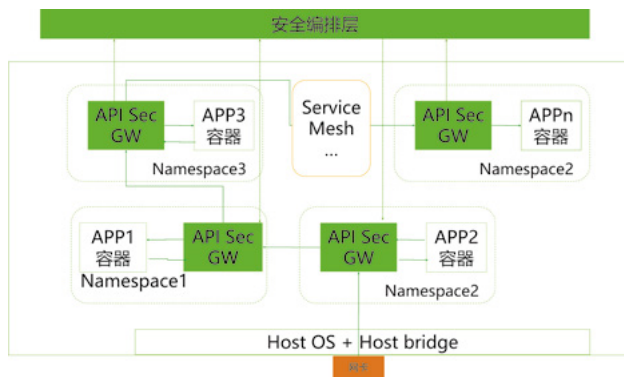 安全编排层
API Sec
GW
APP3
容器
Namespace3
Service
Mesh
...
API Sec
GW
APPn
容器
Namespace2
APP1
容器
Namespace1
API Sec
GW
API Sec
GW
APP2
容器
Namespace2
Host OS + Host bridge